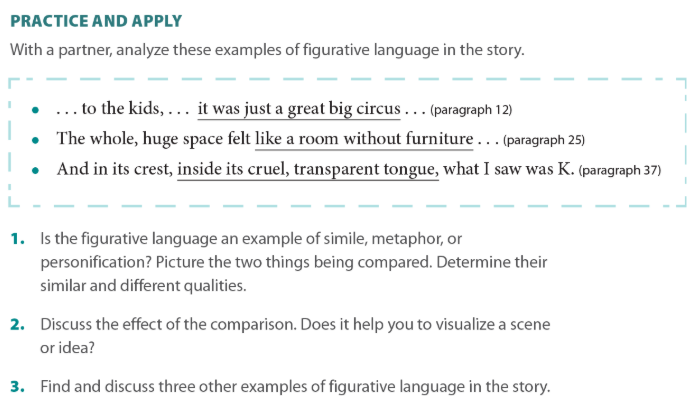 PRACTICE AND APPLY
With a partner, analyze these examples of figurative language in the story.
• . . . to the kids, . . . it was just a great big circus . . . (paragraph 12)
• The whole, huge space felt like a room without furniture . . . (paragraph 25)
• And in its crest, inside its cruel, transparent tongue, what I saw was K. (paragraph 37)
1. Is the figurative language an example of simile, metaphor, or
personification? Picture the two things being compared. Determine their
similar and different qualities.
2. Discuss the effect of the comparison. Does it help you to visualize a scene
or idea?
3. Find and discuss three other examples of figurative language in the story.